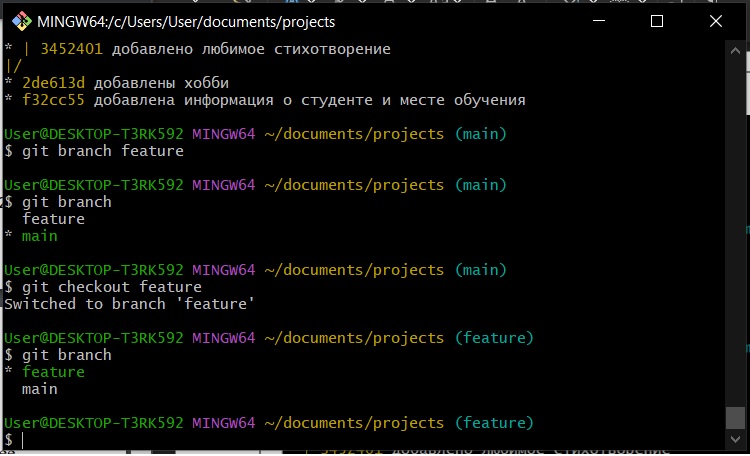 MINGW64:/c/Users/User/documents/projects
* | 3452401 добавлено любимое стихотворение
|/
* 2de613d добавлены хобби
* f32cc55 добавлена информация о студенте и месте обучения
User@DESKTOP-T3RK592 MINGW64 ~/documents/projects (main)
$ git branch feature
User@DESKTOP-T3RK592 MINGW64 ~/documents/projects (main)
$ git branch
  feature
* main
User@DESKTOP-T3RK592 MINGW64 ~/documents/projects (main)
$ git checkout feature
Switched to branch 'feature'
User@DESKTOP-T3RK592 MINGW64 ~/documents/projects (feature)
$ git branch
* feature
  main
User@DESKTOP-T3RK592 MINGW64 ~/documents/projects (feature)
$